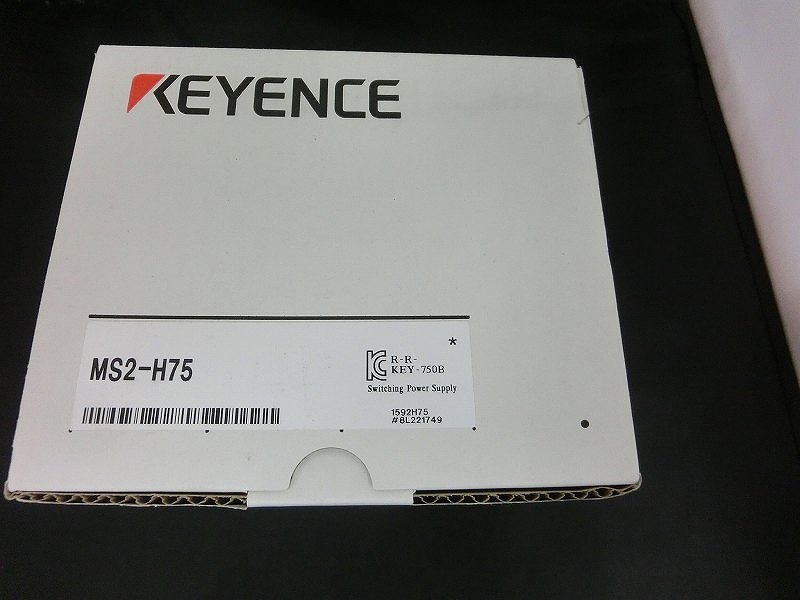 KEYENCE
*
MS2-H75
R-R-
KEY-750B
Switching Power Supply
1592H75
#8L221749